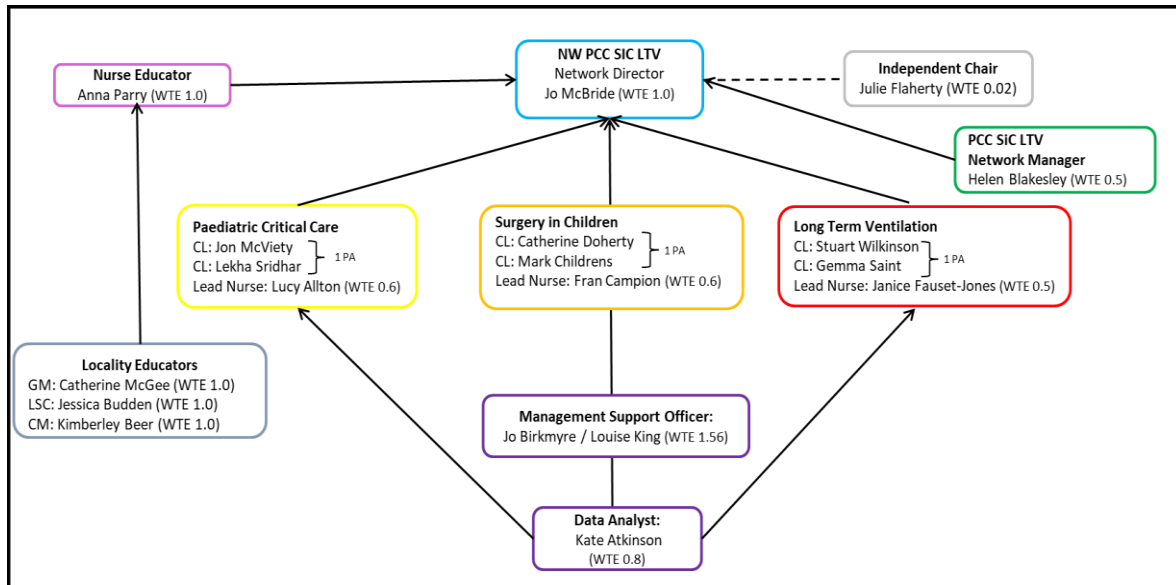 NW PCC SIC LTV
Network Director
Jo McBride (WTE 1.0)
Nurse Educator
Anna Parry (WTE 1.0)
Independent Chair
Julie Flaherty (WTE 0.02)
PCC SiC LTV
Network Manager
Helen Blakesley (WTE 0.5)
Paediatric Critical Care
CL: Jon McViety
CL: Lekha Sridhar
1 PA
Lead Nurse: Lucy Allton (WTE 0.6)
Surgery in Children
CL: Catherine Doherty
CL: Mark Childrens
1 PA
Lead Nurse: Fran Campion (WTE 0.6)
Long Term Ventilation
CL: Stuart Wilkinson
CL: Gemma Saint
1 PA
Lead Nurse: Janice Fauset-Jones (WTE 0.5)
Locality Educators
GM: Catherine McGee (WTE 1.0)
LSC: Jessica Budden (WTE 1.0)
CM: Kimberley Beer (WTE 1.0)
Management Support Officer:
Jo Birkmyre / Louise King (WTE 1.56)
Data Analyst:
Kate Atkinson
(WTE 0.8)